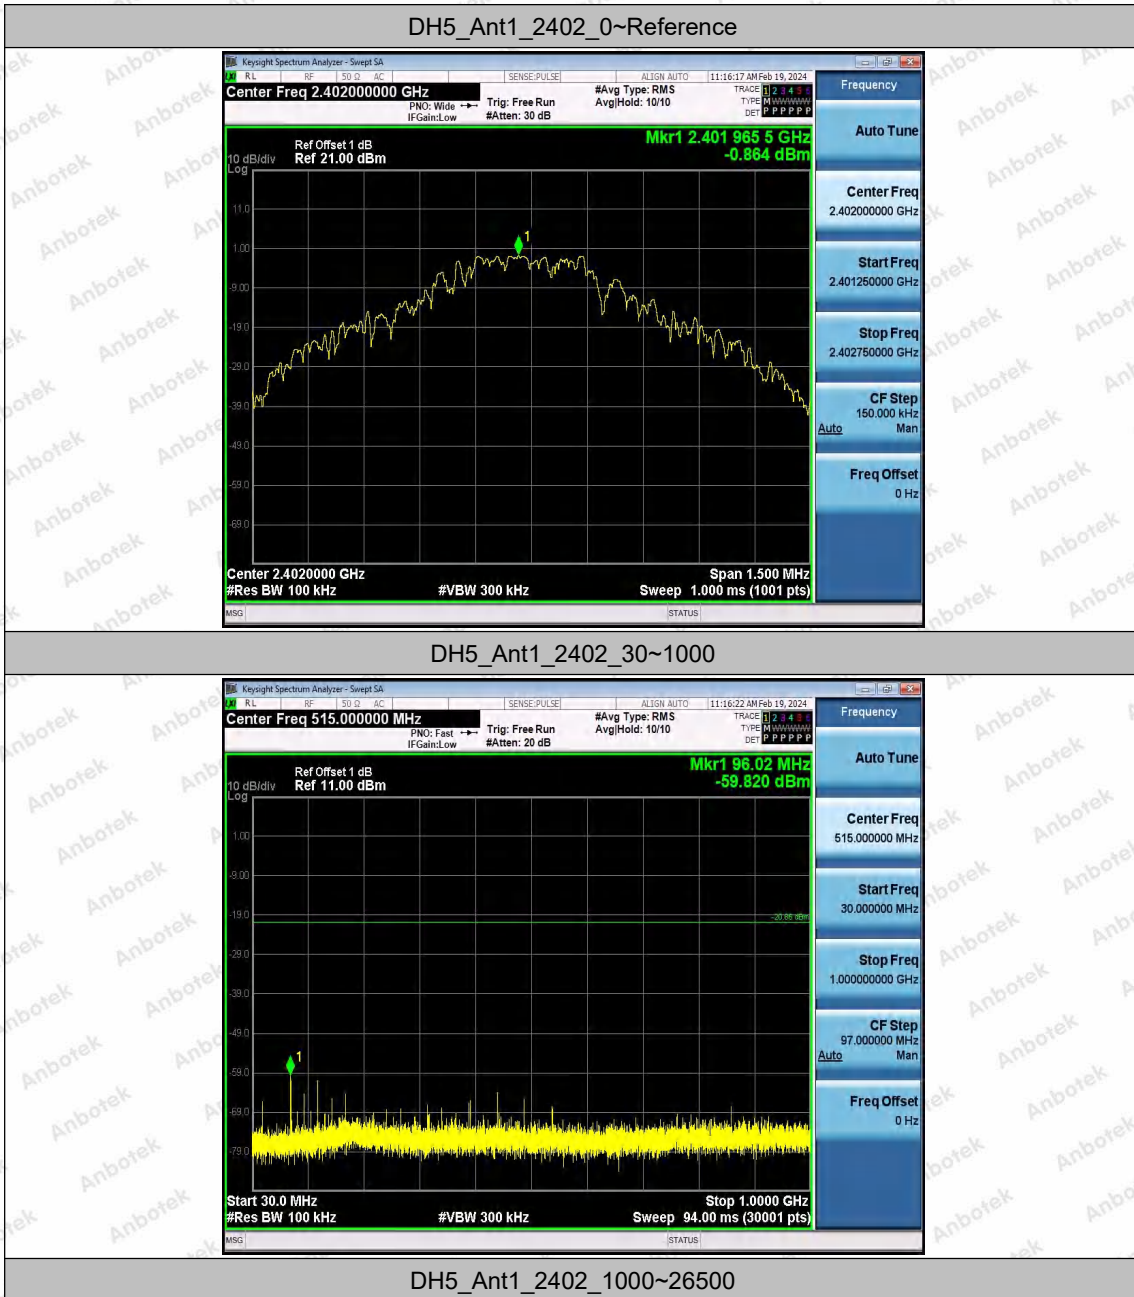 DH5_Ant1_2402_0~Reference
Keysight Spectrum Analyzer - Swept SA
RL RF 50 Ω AC SENSE:PULSE ALIGN AUTO 11:16:17 AM Feb 19, 2024
Center Freq 2.402000000 GHz
PNO: Wide
IFGain:Low
Trig: Free Run
#Atten: 30 dB
#Avg Type: RMS
Avg|Hold: 10/10
TRACE 1 2 3 4 5 6
TYPE M W W W W W
DET P P P P P P
Mkr1 2.401 965 5 GHz
-0.864 dBm
Ref Offset 1 dB
10 dB/div Ref 21.00 dBm
Log
11.0
1.00
-9.00
-19.0
-29.0
-39.0
-49.0
-59.0
-69.0
1
Center 2.4020000 GHz Span 1.500 MHz
#Res BW 100 kHz #VBW 300 kHz Sweep 1.000 ms (1001 pts)
MSG STATUS
Frequency
Auto Tune
Center Freq
2.402000000 GHz
Start Freq
2.401250000 GHz
Stop Freq
2.402750000 GHz
CF Step
150.000 kHz
Auto Man
Freq Offset
0 Hz
DH5_Ant1_2402_30~1000
Keysight Spectrum Analyzer - Swept SA
RL RF 50 Ω AC SENSE:PULSE ALIGN AUTO 11:16:22 AM Feb 19, 2024
Center Freq 515.000000 MHz
PNO: Fast
IFGain:Low
Trig: Free Run
#Atten: 20 dB
#Avg Type: RMS
Avg|Hold: 10/10
TRACE 1 2 3 4 5 6
TYPE M W W W W W
DET P P P P P P
Mkr1 96.02 MHz
-59.820 dBm
Ref Offset 1 dB
10 dB/div Ref 11.00 dBm
Log
1.00
-9.00
-19.0
-29.0
-39.0
-49.0
-59.0
-69.0
-79.0
-20.86 dBm
1
Start 30.0 MHz Stop 1.0000 GHz
#Res BW 100 kHz #VBW 300 kHz Sweep 94.00 ms (30001 pts)
MSG STATUS
Frequency
Auto Tune
Center Freq
515.000000 MHz
Start Freq
30.000000 MHz
Stop Freq
1.000000000 GHz
CF Step
97.000000 MHz
Auto Man
Freq Offset
0 Hz
DH5_Ant1_2402_1000~26500
Anbotek